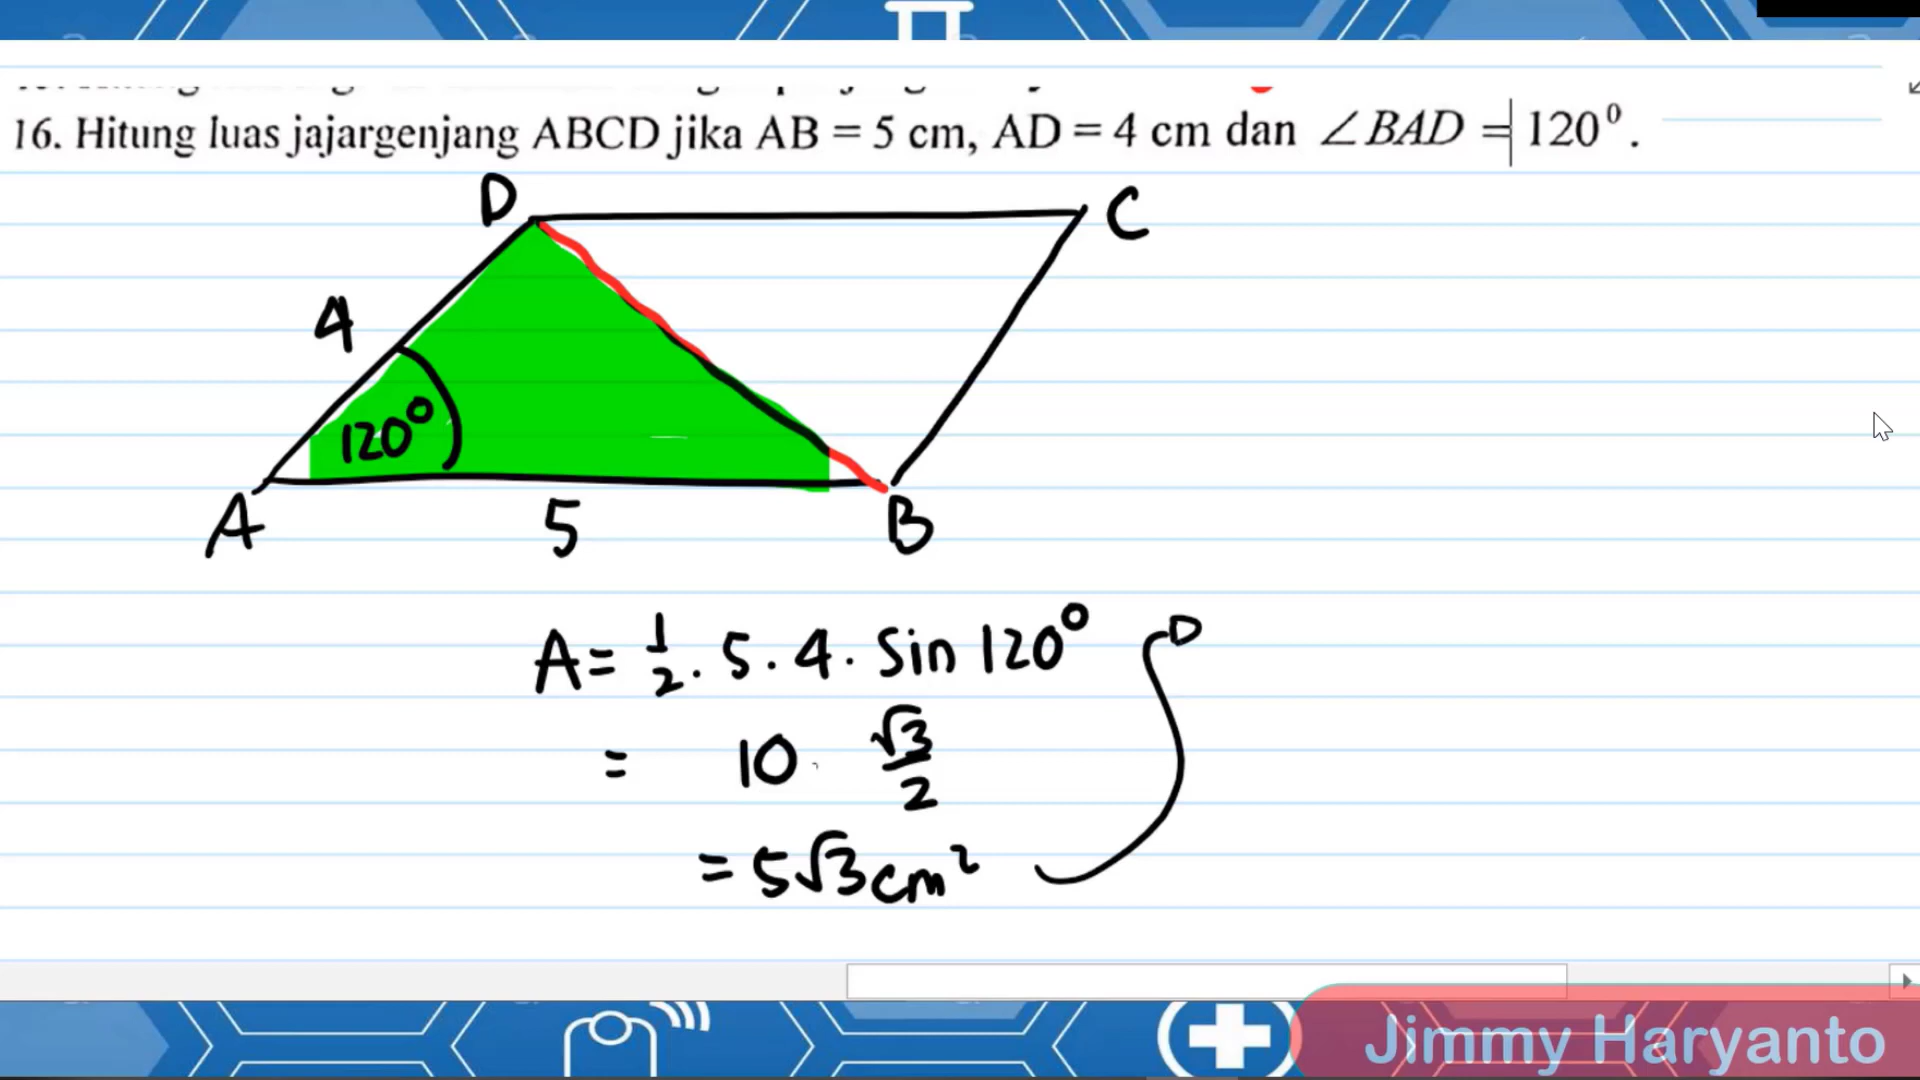 16. Hitung luas jajargenjang ABCD jika AB = 5 cm, AD = 4 cm dan ∠BAD = 120⁰ .
D
C
4
120°
A
5
B
A = 1/2 . 5 . 4 . Sin 120°
= 10 . √3/2
= 5√3 cm²
Jimmy Haryanto